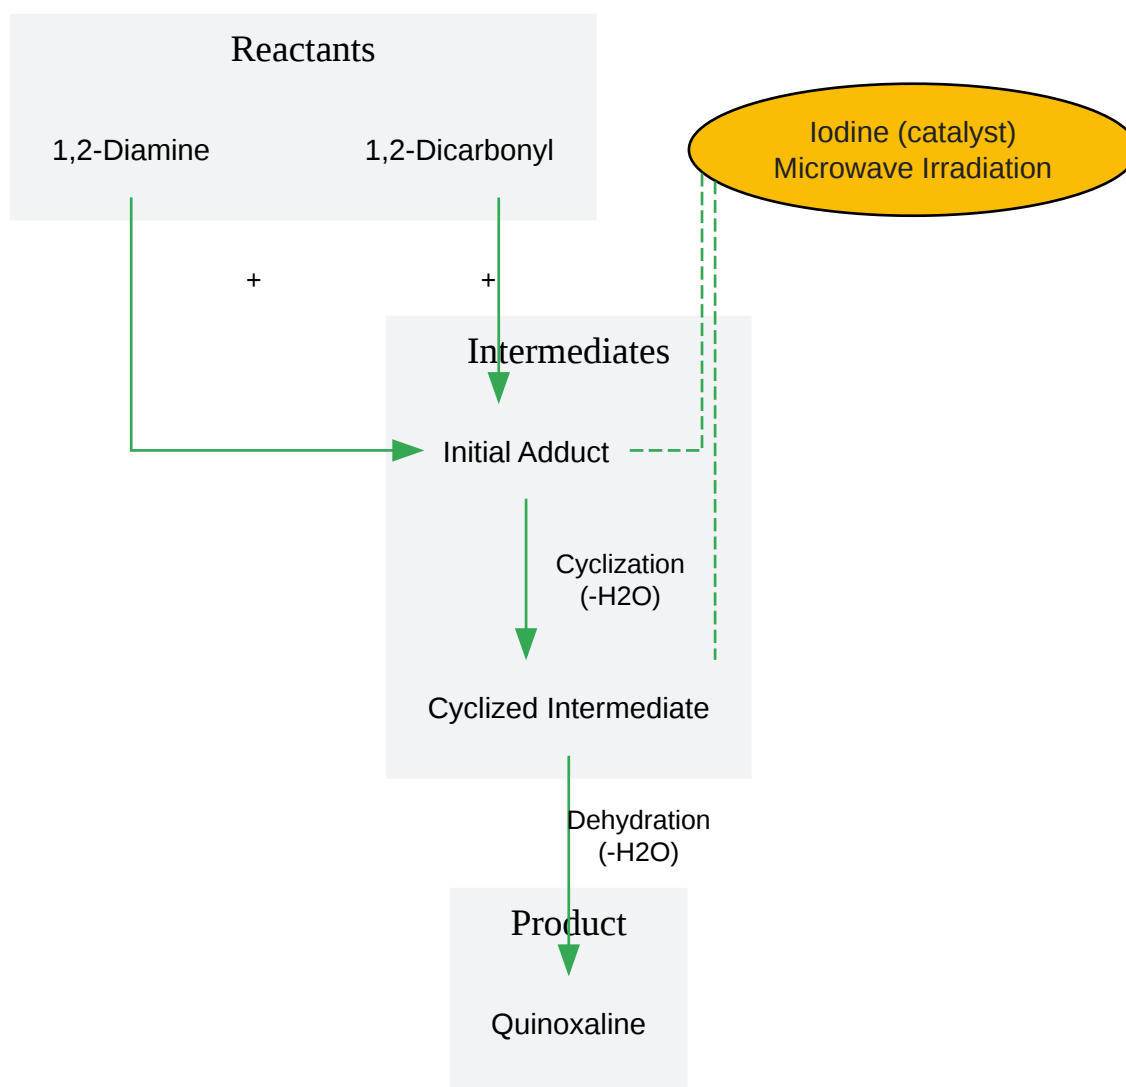 Reactants
1,2-Diamine
1,2-Dicarbonyl
Iodine (catalyst)
Microwave Irradiation
+
+
Intermediates
Initial Adduct
Cyclization
(-H2O)
Cyclized Intermediate
Dehydration
(-H2O)
Product
Quinoxaline